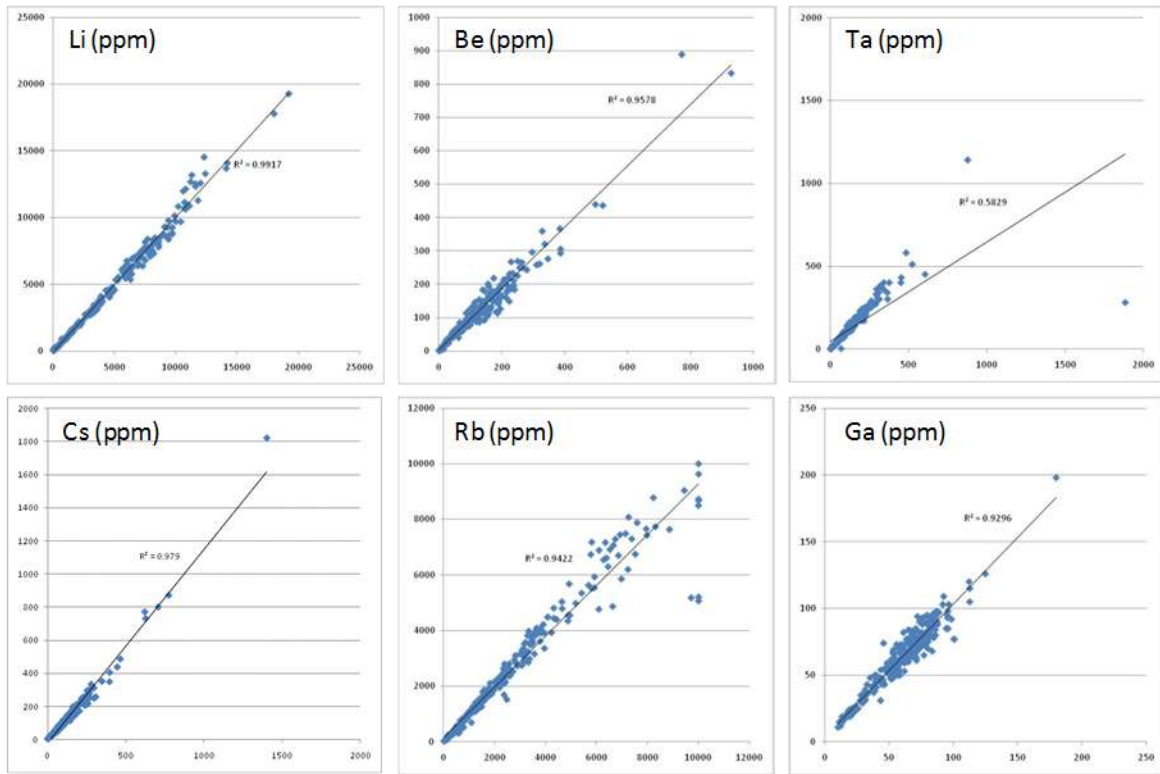 Li (ppm)
25000
20000
15000
10000
5000
0
R² = 0.9917
0 5000 10000 15000 20000 25000
Be (ppm)
1000
900
800
700
600
500
400
300
200
100
0
R² = 0.9578
0 200 400 600 800 1000
Ta (ppm)
2000
1500
1000
500
0
R² = 0.5829
0 500 1000 1500 2000
Cs (ppm)
2000
1800
1600
1400
1200
1000
800
600
400
200
0
R² = 0.979
0 500 1000 1500 2000
Rb (ppm)
12000
10000
8000
6000
4000
2000
0
R² = 0.9422
0 2000 4000 6000 8000 10000 12000
Ga (ppm)
250
200
150
100
50
0
R² = 0.9296
0 50 100 150 200 250